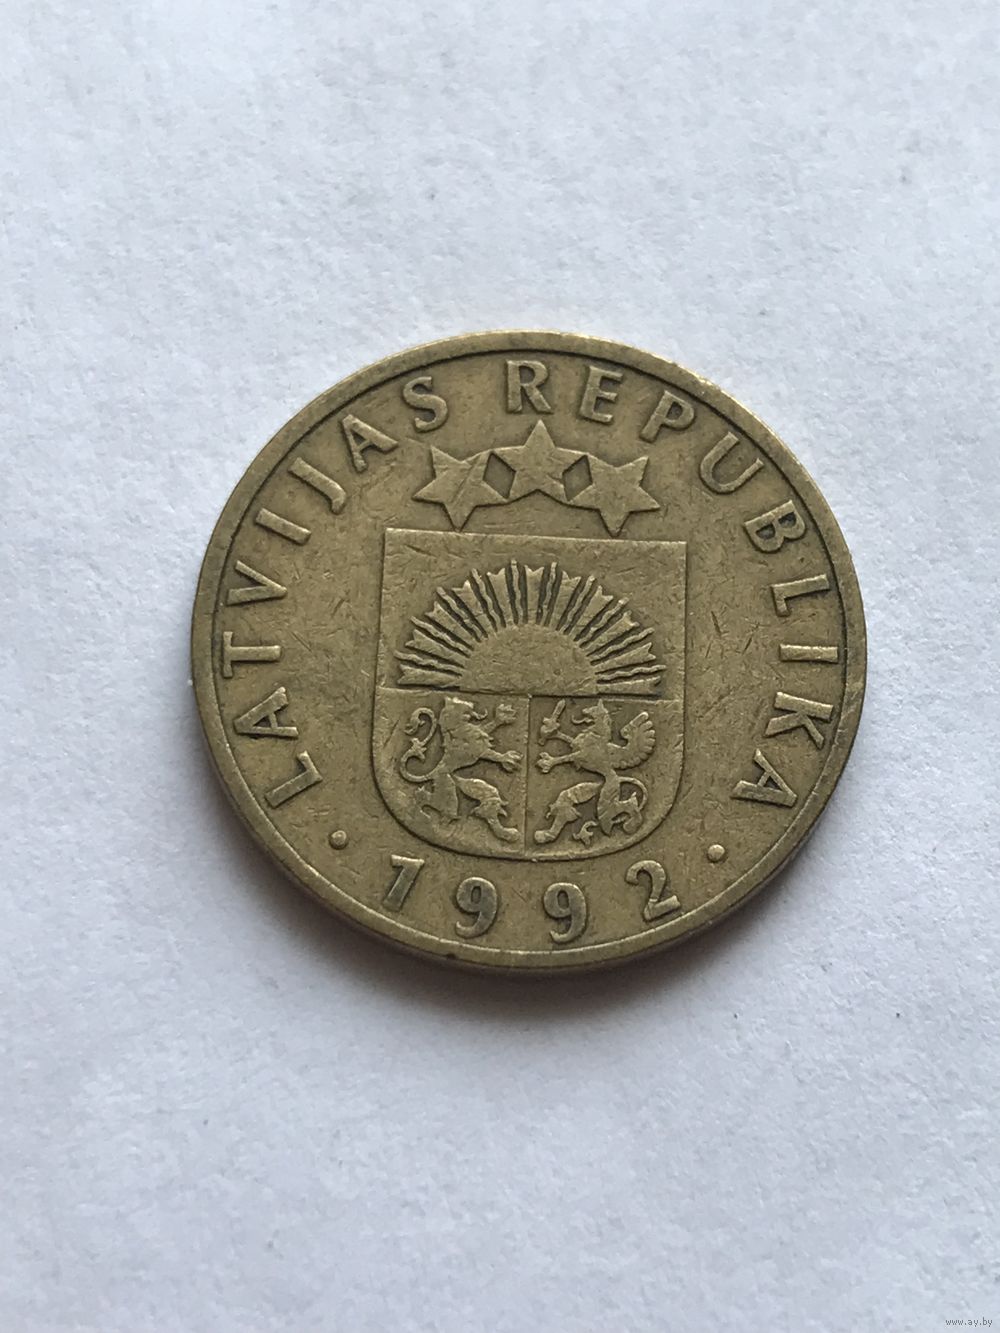 · LATVIJAS REPUBLIKA ·
1992
www.ay.by